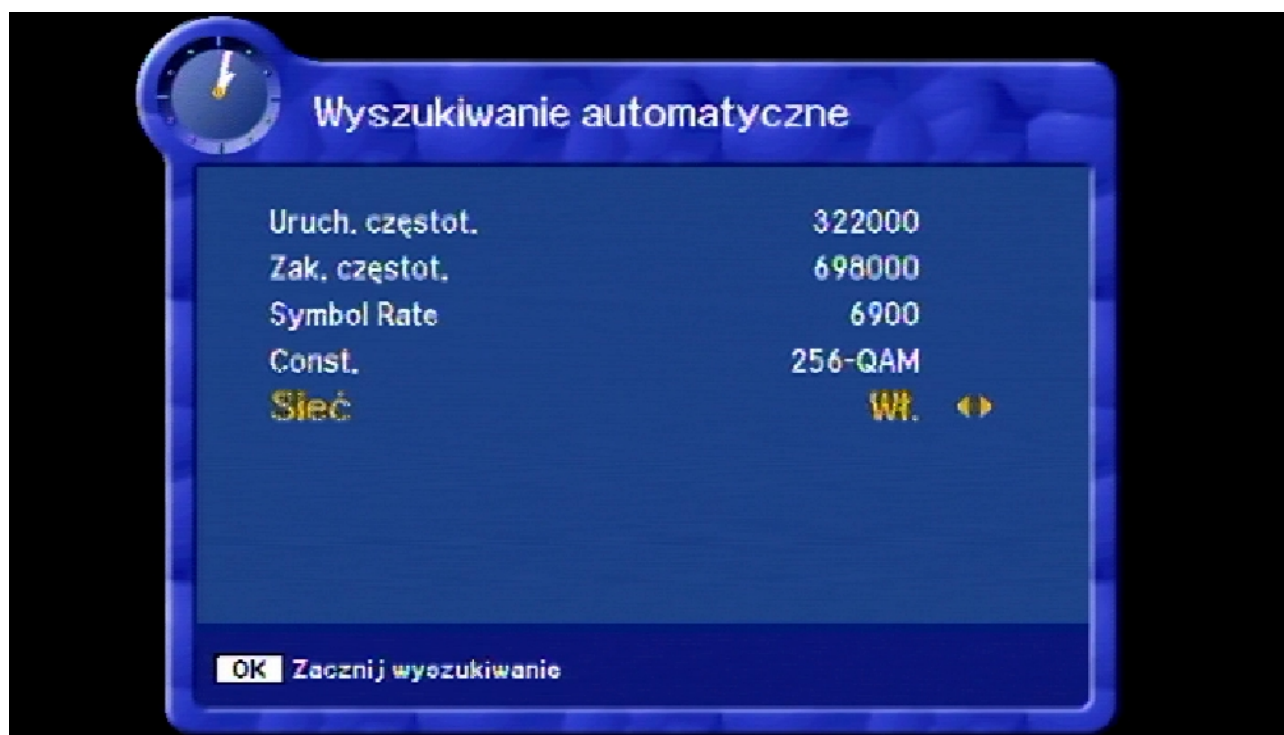 Wyszukiwanie automatyczne
Uruch. częstot. 322000
Zak. częstot. 698000
Symbol Rate 6900
Const. 256-QAM
Sieć Wł.
OK Zacznij wyszukiwanie